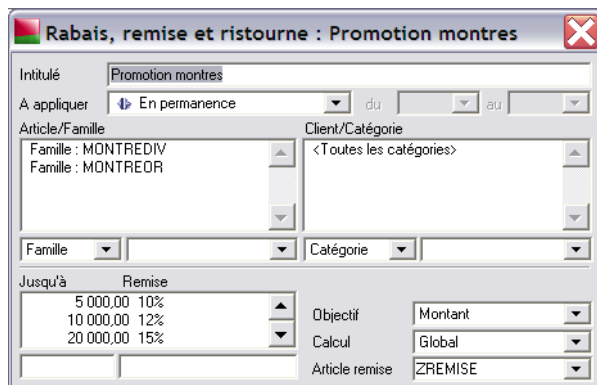 Rabais, remise et ristourne : Promotion montres
Intitulé Promotion montres
A appliquer En permanence du au
Article/Famille Client/Catégorie
Famille : MONTREDIV <Toutes les catégories>
Famille : MONTREOR
Famille Catégorie
Jusqu'à Remise
5 000,00 10%
10 000,00 12%
20 000,00 15%
Objectif Montant
Calcul Global
Article remise ZREMISE